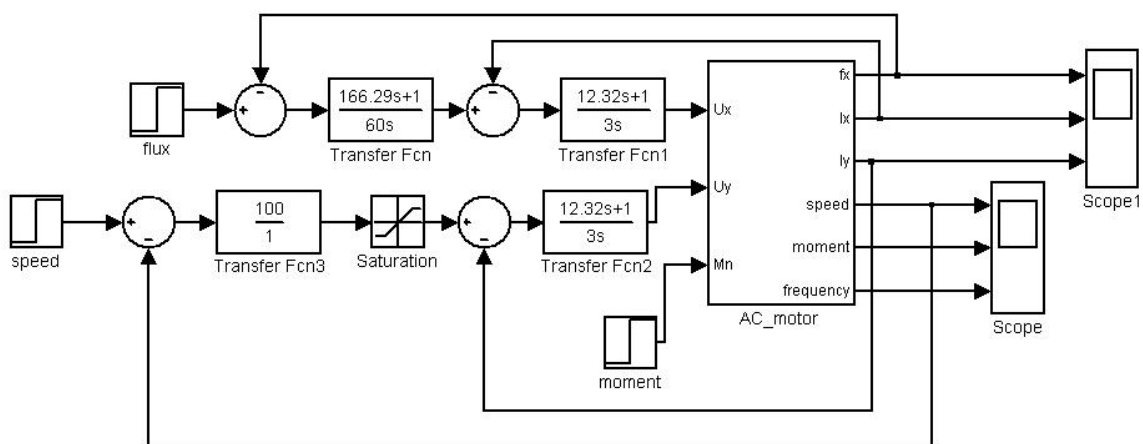 fx
166.29s+1
12.32s+1
Ux
Ix
60s
3s
flux
Transfer Fcn
Transfer Fcn1
Iy
Uy
Scope1
100
12.32s+1
speed
1
3s
speed
Transfer Fcn3
Saturation
Transfer Fcn2
moment
Mn
frequency
AC_motor
Scope
moment